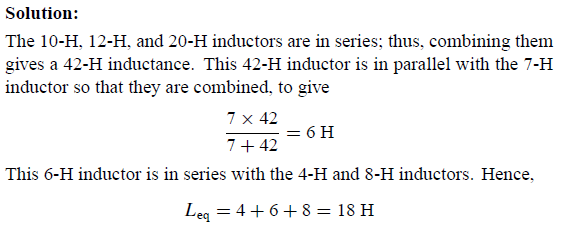 Solution:
The 10-H, 12-H, and 20-H inductors are in series; thus, combining them
gives a 42-H inductance. This 42-H inductor is in parallel with the 7-H
inductor so that they are combined, to give
7 × 42
7 + 42
= 6 H
This 6-H inductor is in series with the 4-H and 8-H inductors. Hence,
Leq = 4 + 6 + 8 = 18 H